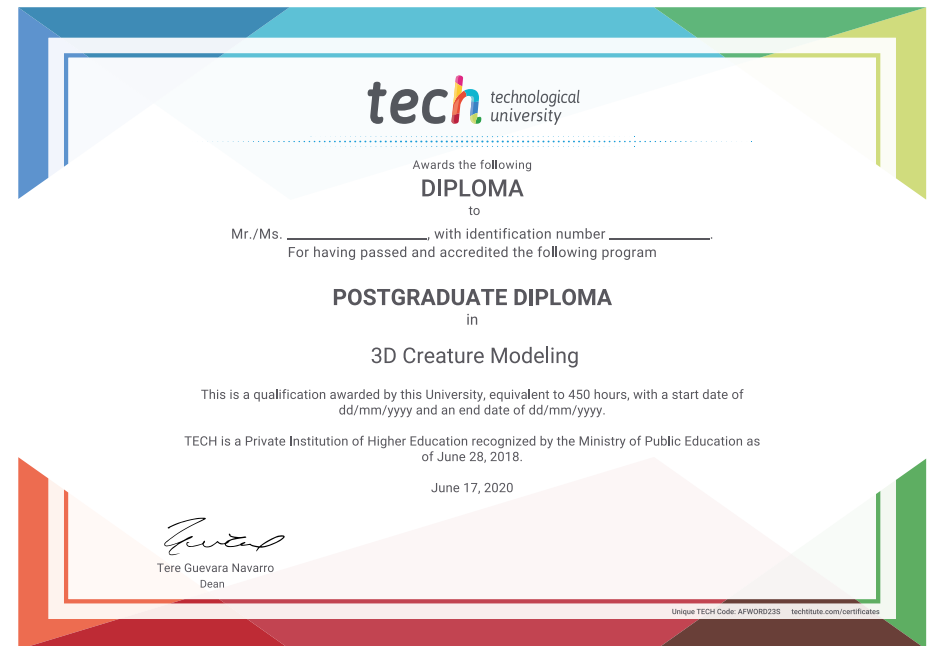 tech technological
university
Awards the following
DIPLOMA
to
Mr./Ms. ____________________, with identification number ______________.
For having passed and accredited the following program
POSTGRADUATE DIPLOMA
in
3D Creature Modeling
This is a qualification awarded by this University, equivalent to 450 hours, with a start date of
dd/mm/yyyy and an end date of dd/mm/yyyy.
TECH is a Private Institution of Higher Education recognized by the Ministry of Public Education as
of June 28, 2018.
June 17, 2020
Tere Guevara Navarro
Dean
Unique TECH Code: AFWORD23S techtitute.com/certificates